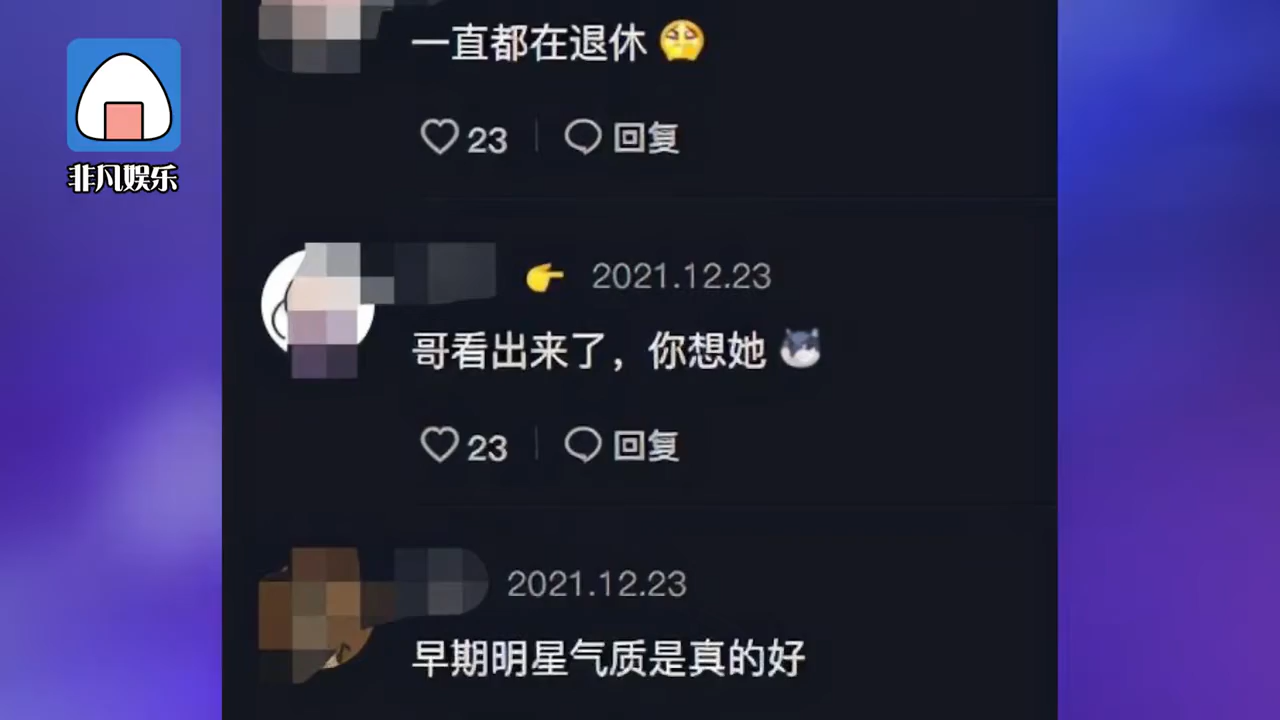 一直都在退休
23 回复
非凡娱乐
2021.12.23
哥看出来了，你想她
23 回复
2021.12.23
早期明星气质是真的好